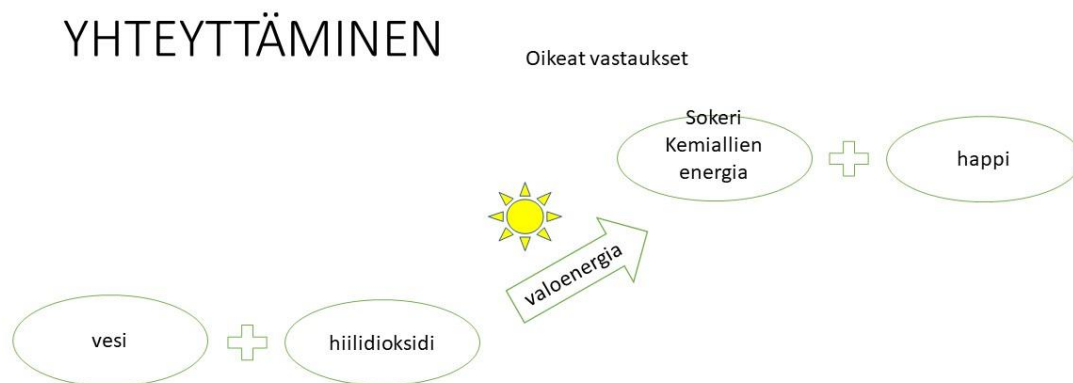 YHTEYTTÄMINEN
Oikeat vastaukset
Sokeri
Kemiallien
energia
happi
valoenergia
vesi
hiilidioksidi